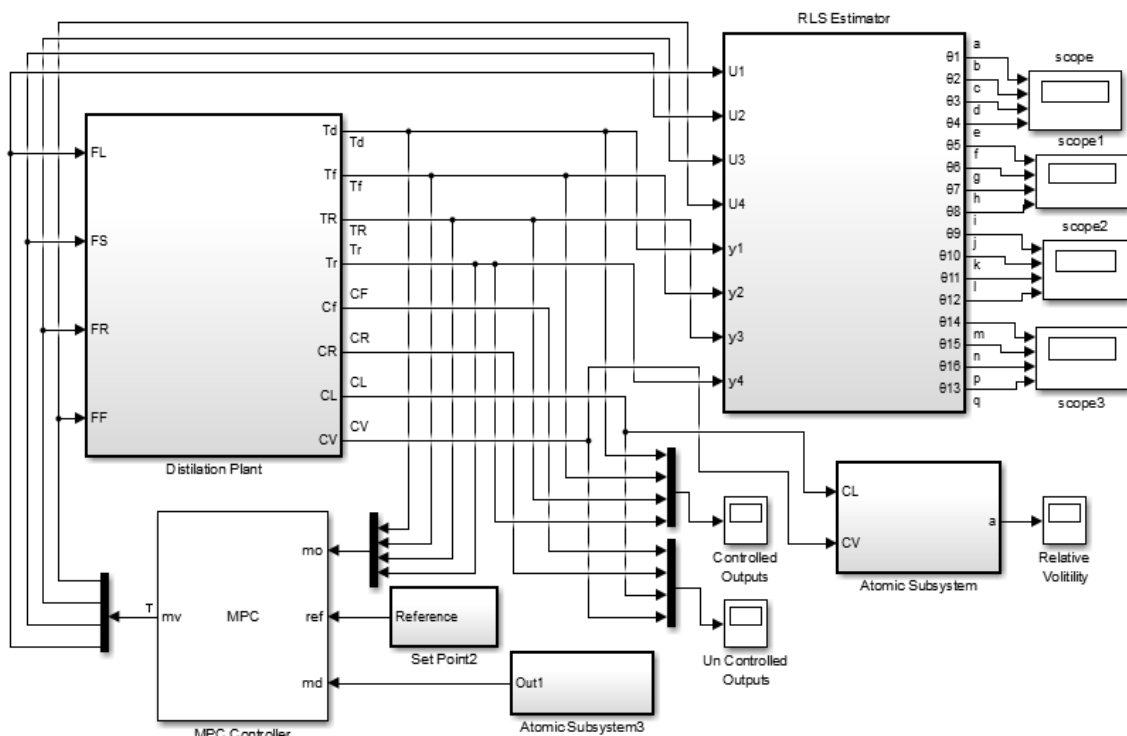 RLS Estimator
U1
U2
U3
U4
y1
y2
y3
y4
θ1
θ2
θ3
θ4
θ5
θ6
θ7
θ8
θ9
θ10
θ11
θ12
θ14
θ15
θ16
θ13
a
b
c
d
e
f
g
h
i
j
k
l
m
n
p
q
scope
scope1
scope2
scope3
FL
FS
FR
FF
Td
Tf
TR
Tr
Cf
CR
CL
CV
Td
Tf
TR
Tr
CF
CR
CL
CV
Distilation Plant
T
mv
MPC
mo
ref
md
MPC Controller
Reference
Set Point2
Out1
Atomic Subsystem3
Controlled
Outputs
Un Controlled
Outputs
CL
CV
a
Atomic Subsystem
Relative
Volitility